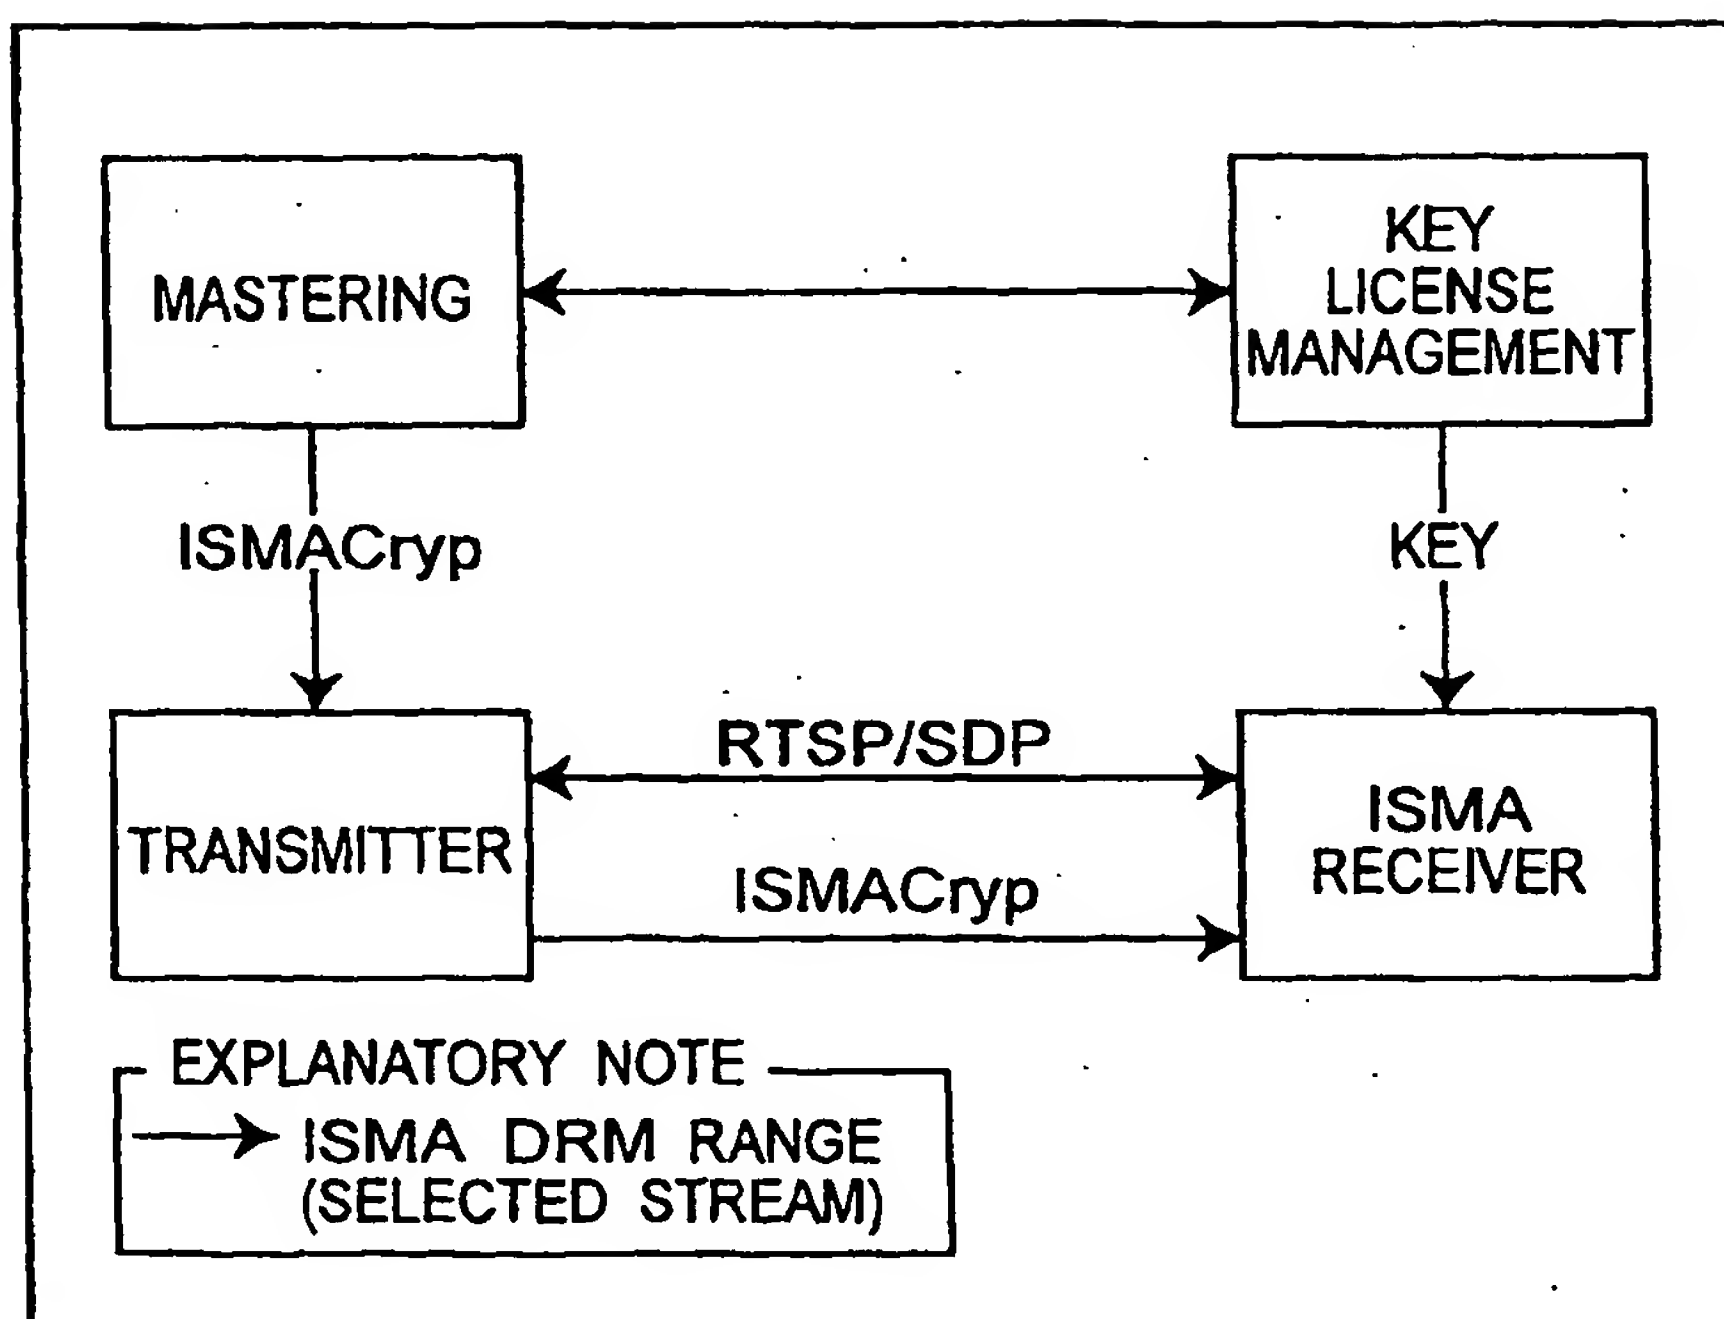 MASTERING
KEY
LICENSE
MANAGEMENT
ISMACryp
KEY
TRANSMITTER
RTSP/SDP
ISMACryp
ISMA
RECEIVER
EXPLANATORY NOTE
ISMA DRM RANGE
(SELECTED STREAM)